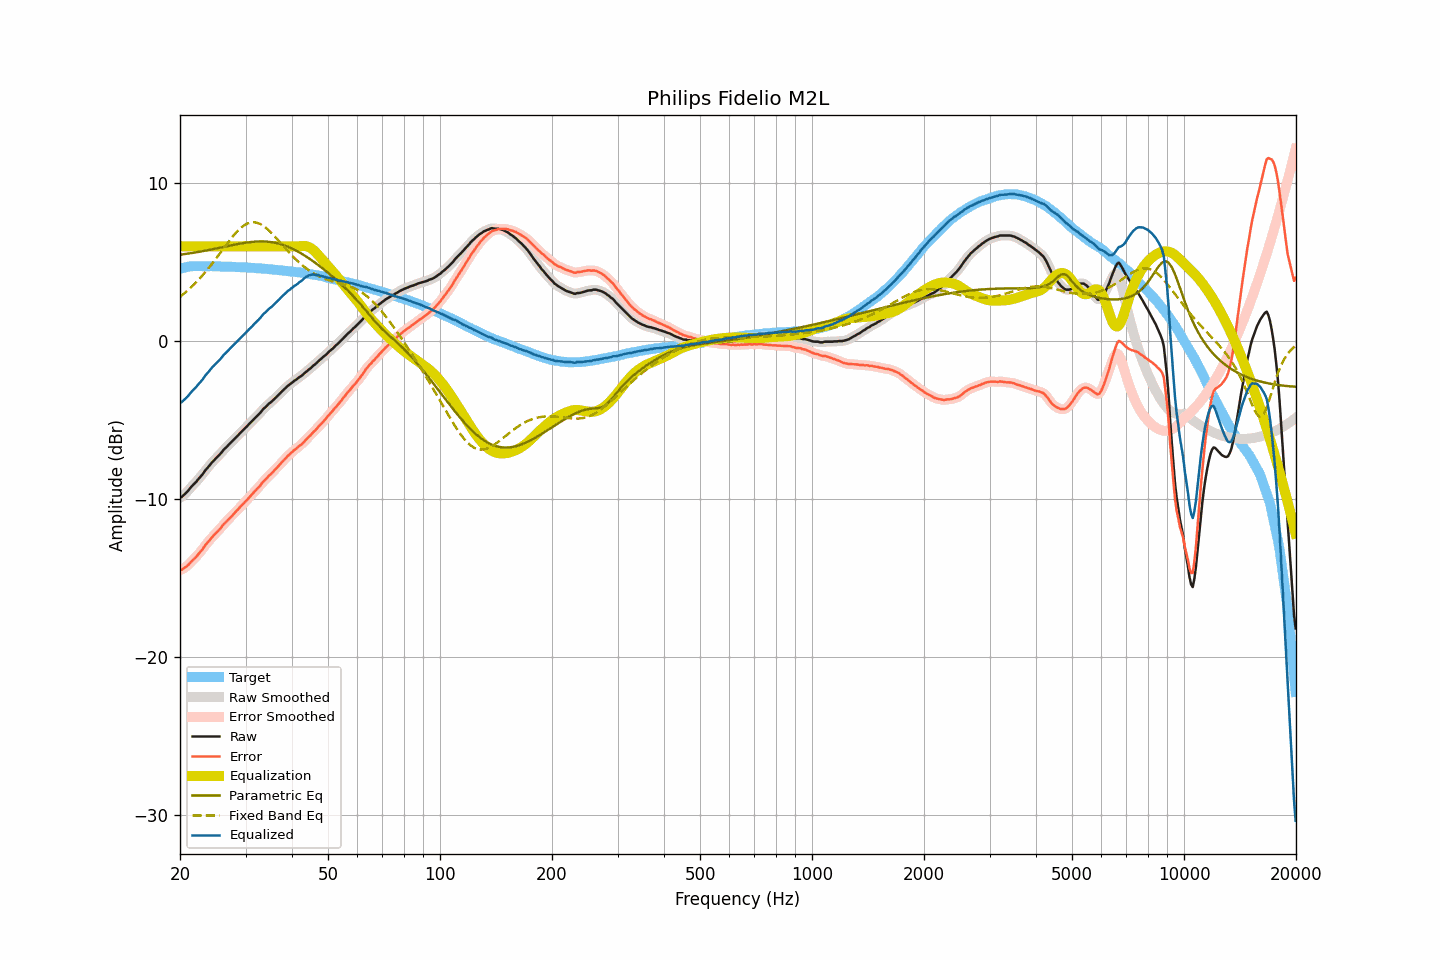 Philips Fidelio M2L
Amplitude (dBr)
10
0
−10
−20
−30
Target
Raw Smoothed
Error Smoothed
Raw
Error
Equalization
Parametric Eq
Fixed Band Eq
Equalized
20 50 100 200 500 1000 2000 5000 10000 20000
Frequency (Hz)